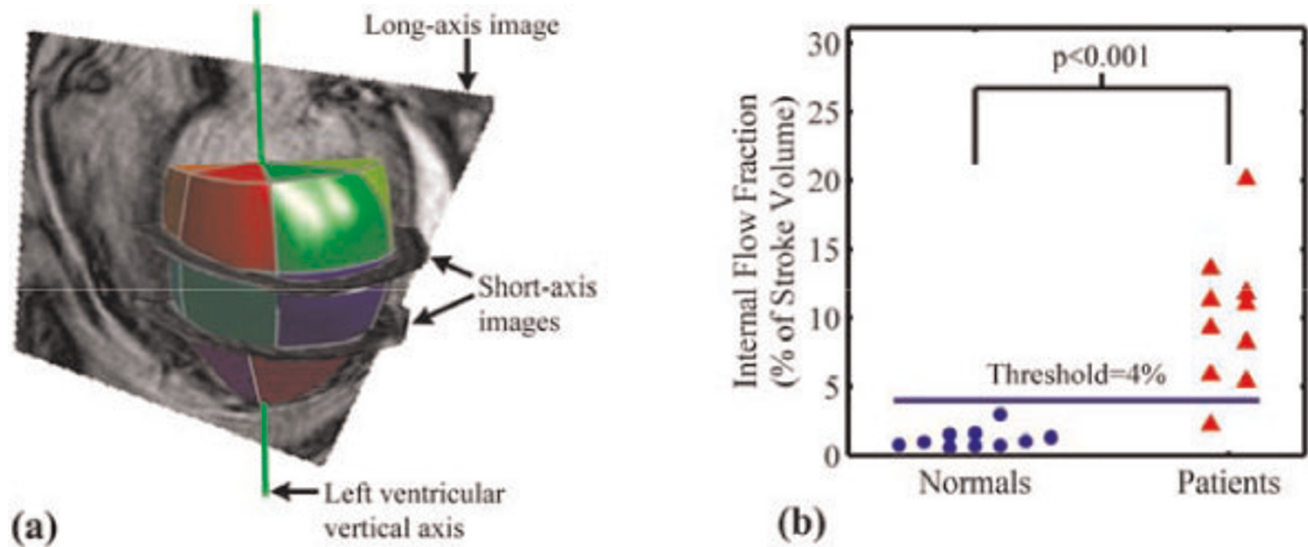 Long-axis image
Short-axis
images
Left ventricular
vertical axis
(a)
Internal Flow Fraction
(% of Stroke Volume)
30
25
20
15
10
5
0
p<0.001
Threshold=4%
Normals
Patients
(b)